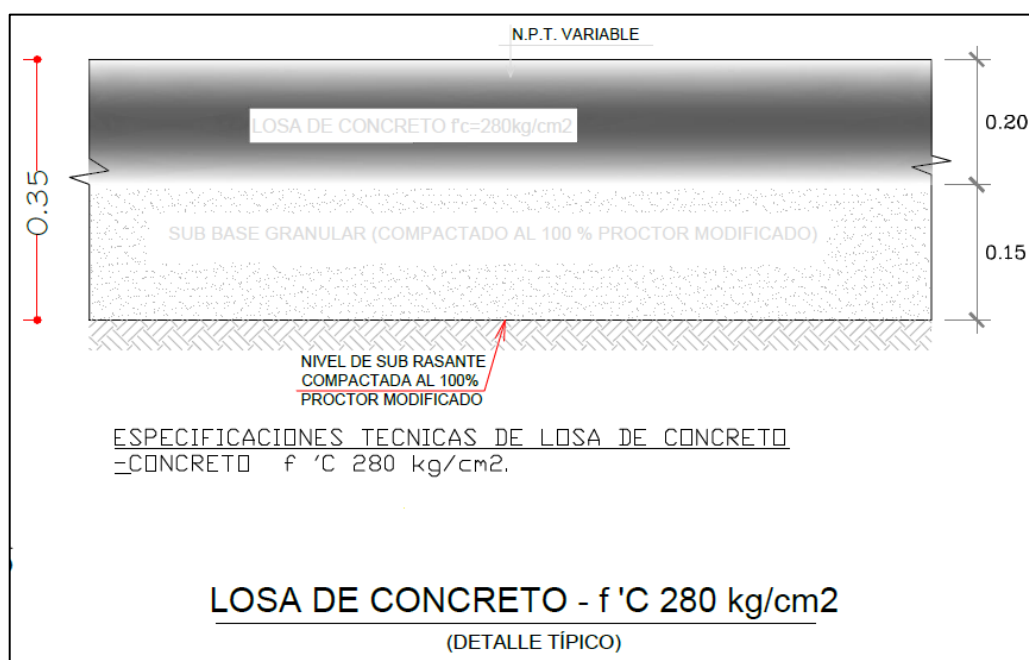 N.P.T. VARIABLE
LOSA DE CONCRETO f'c=280kg/cm2
0.20
0.35
SUB BASE GRANULAR (COMPACTADO AL 100 % PROCTOR MODIFICADO)
0.15
NIVEL DE SUB RASANTE
COMPACTADA AL 100%
PROCTOR MODIFICADO
ESPECIFICACIONES TECNICAS DE LOSA DE CONCRETO
-CONCRETO f 'C 280 kg/cm2.
LOSA DE CONCRETO - f 'C 280 kg/cm2
(DETALLE TÍPICO)